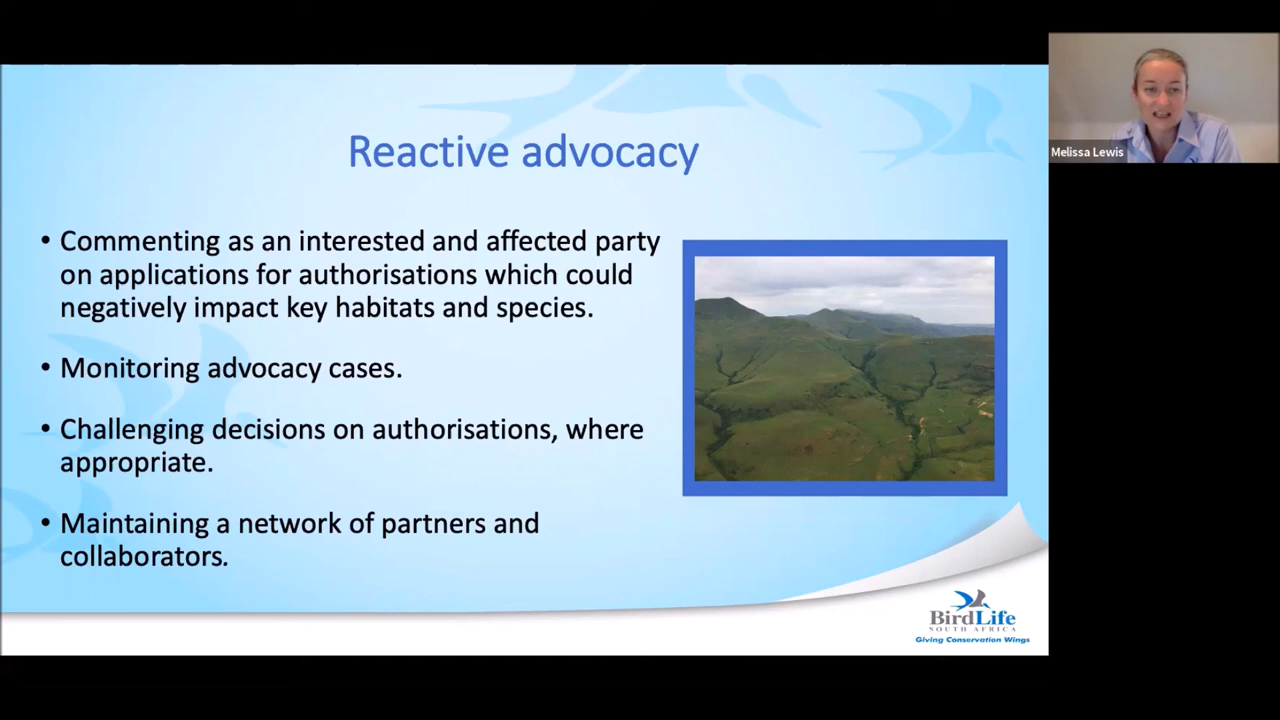 Reactive advocacy
• Commenting as an interested and affected party
on applications for authorisations which could
negatively impact key habitats and species.
• Monitoring advocacy cases.
• Challenging decisions on authorisations, where
appropriate.
• Maintaining a network of partners and
collaborators.
BirdLife
SOUTH AFRICA
Giving Conservation Wings
Melissa Lewis